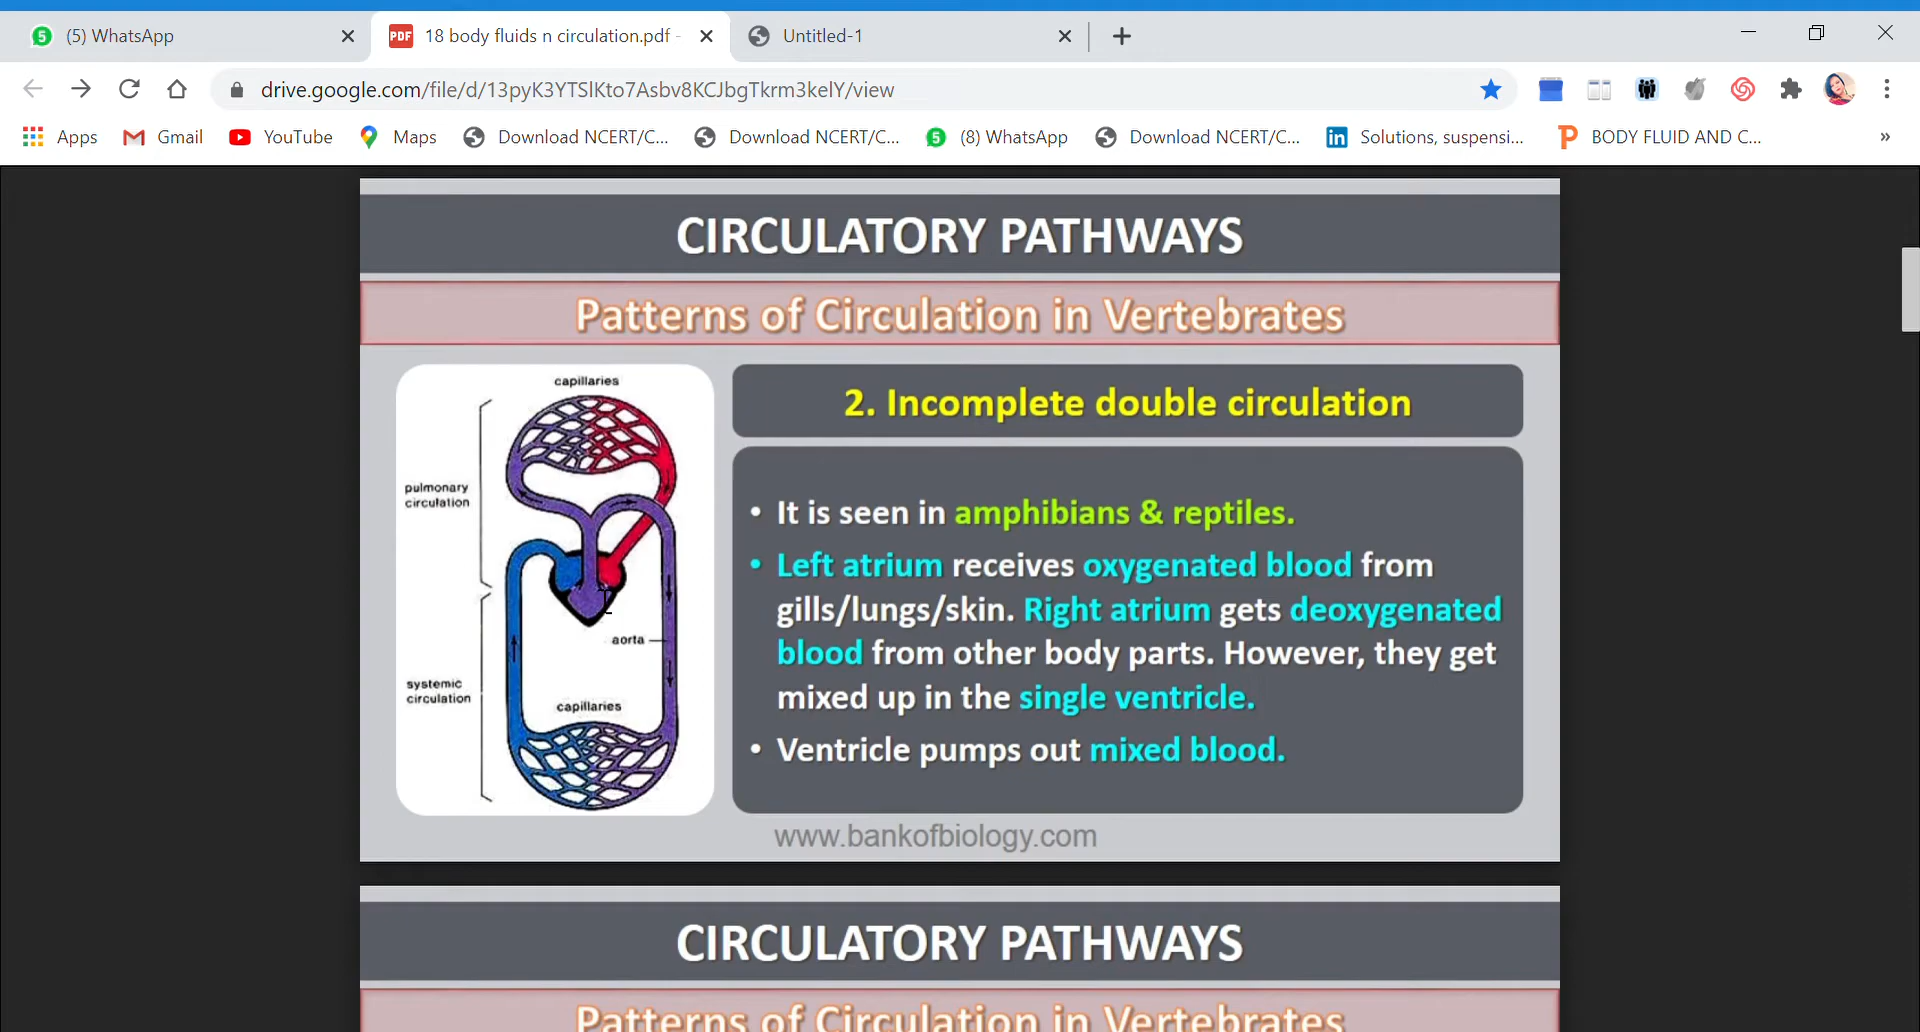 (5) WhatsApp
18 body fluids n circulation.pdf -
Untitled-1
drive.google.com/file/d/13pyK3YTSlKto7Asbv8KCJbgTkrm3kelY/view
Apps
Gmail
YouTube
Maps
Download NCERT/C...
Download NCERT/C...
(8) WhatsApp
Download NCERT/C...
Solutions, suspensi...
BODY FLUID AND C...
»
CIRCULATORY PATHWAYS
Patterns of Circulation in Vertebrates
capillaries
pulmonary
circulation
aorta
systemic
circulation
capillaries
2. Incomplete double circulation
• It is seen in amphibians & reptiles.
• Left atrium receives oxygenated blood from
gills/lungs/skin. Right atrium gets deoxygenated
blood from other body parts. However, they get
mixed up in the single ventricle.
• Ventricle pumps out mixed blood.
www.bankofbiology.com
CIRCULATORY PATHWAYS
Patterns of Circulation in Vertebrates